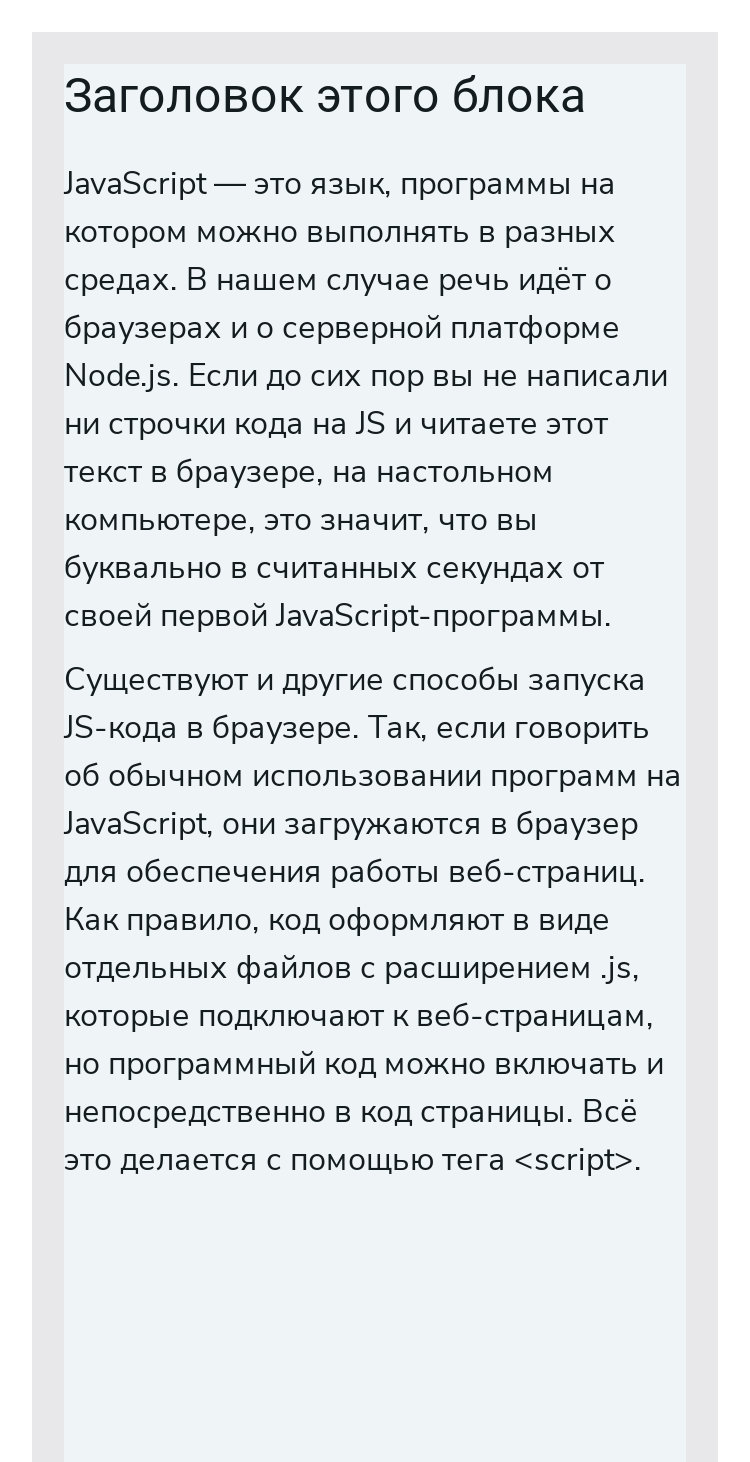 Заголовок этого блока
JavaScript — это язык, программы на
котором можно выполнять в разных
средах. В нашем случае речь идёт о
браузерах и о серверной платформе
Node.js. Если до сих пор вы не написали
ни строчки кода на JS и читаете этот
текст в браузере, на настольном
компьютере, это значит, что вы
буквально в считанных секундах от
своей первой JavaScript-программы.
Существуют и другие способы запуска
JS-кода в браузере. Так, если говорить
об обычном использовании программ на
JavaScript, они загружаются в браузер
для обеспечения работы веб-страниц.
Как правило, код оформляют в виде
отдельных файлов с расширением .js,
которые подключают к веб-страницам,
но программный код можно включать и
непосредственно в код страницы. Всё
это делается с помощью тега <script>.